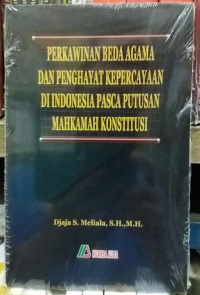 PERKAWINAN BEDA AGAMA
DAN PENGHAYAT KEPERCAYAAN
DI INDONESIA PASCA PUTUSAN
MAHKAMAH KONSTITUSI
Djaja S. Meliala, S.H.,M.H.